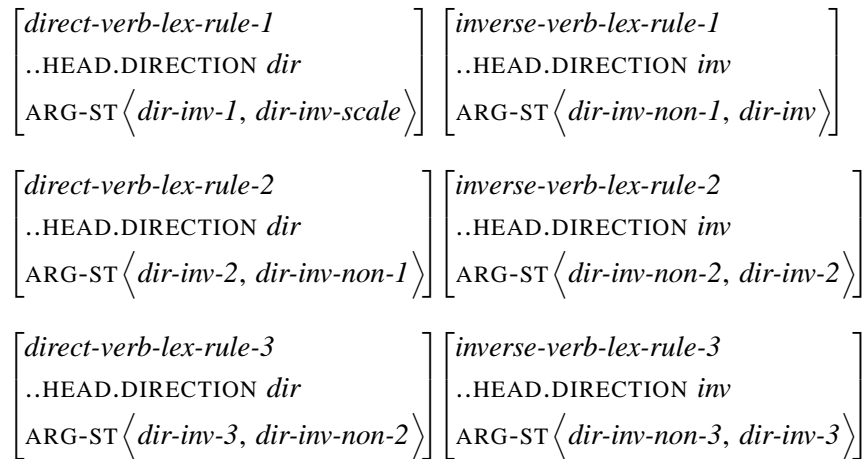 direct-verb-lex-rule-1 inverse-verb-lex-rule-1
..HEAD.DIRECTION dir ..HEAD.DIRECTION inv
ARG-ST⟨dir-inv-1, dir-inv-scale⟩ ARG-ST⟨dir-inv-non-1, dir-inv⟩
direct-verb-lex-rule-2 inverse-verb-lex-rule-2
..HEAD.DIRECTION dir ..HEAD.DIRECTION inv
ARG-ST⟨dir-inv-2, dir-inv-non-1⟩ ARG-ST⟨dir-inv-non-2, dir-inv-2⟩
direct-verb-lex-rule-3 inverse-verb-lex-rule-3
..HEAD.DIRECTION dir ..HEAD.DIRECTION inv
ARG-ST⟨dir-inv-3, dir-inv-non-2⟩ ARG-ST⟨dir-inv-non-3, dir-inv-3⟩